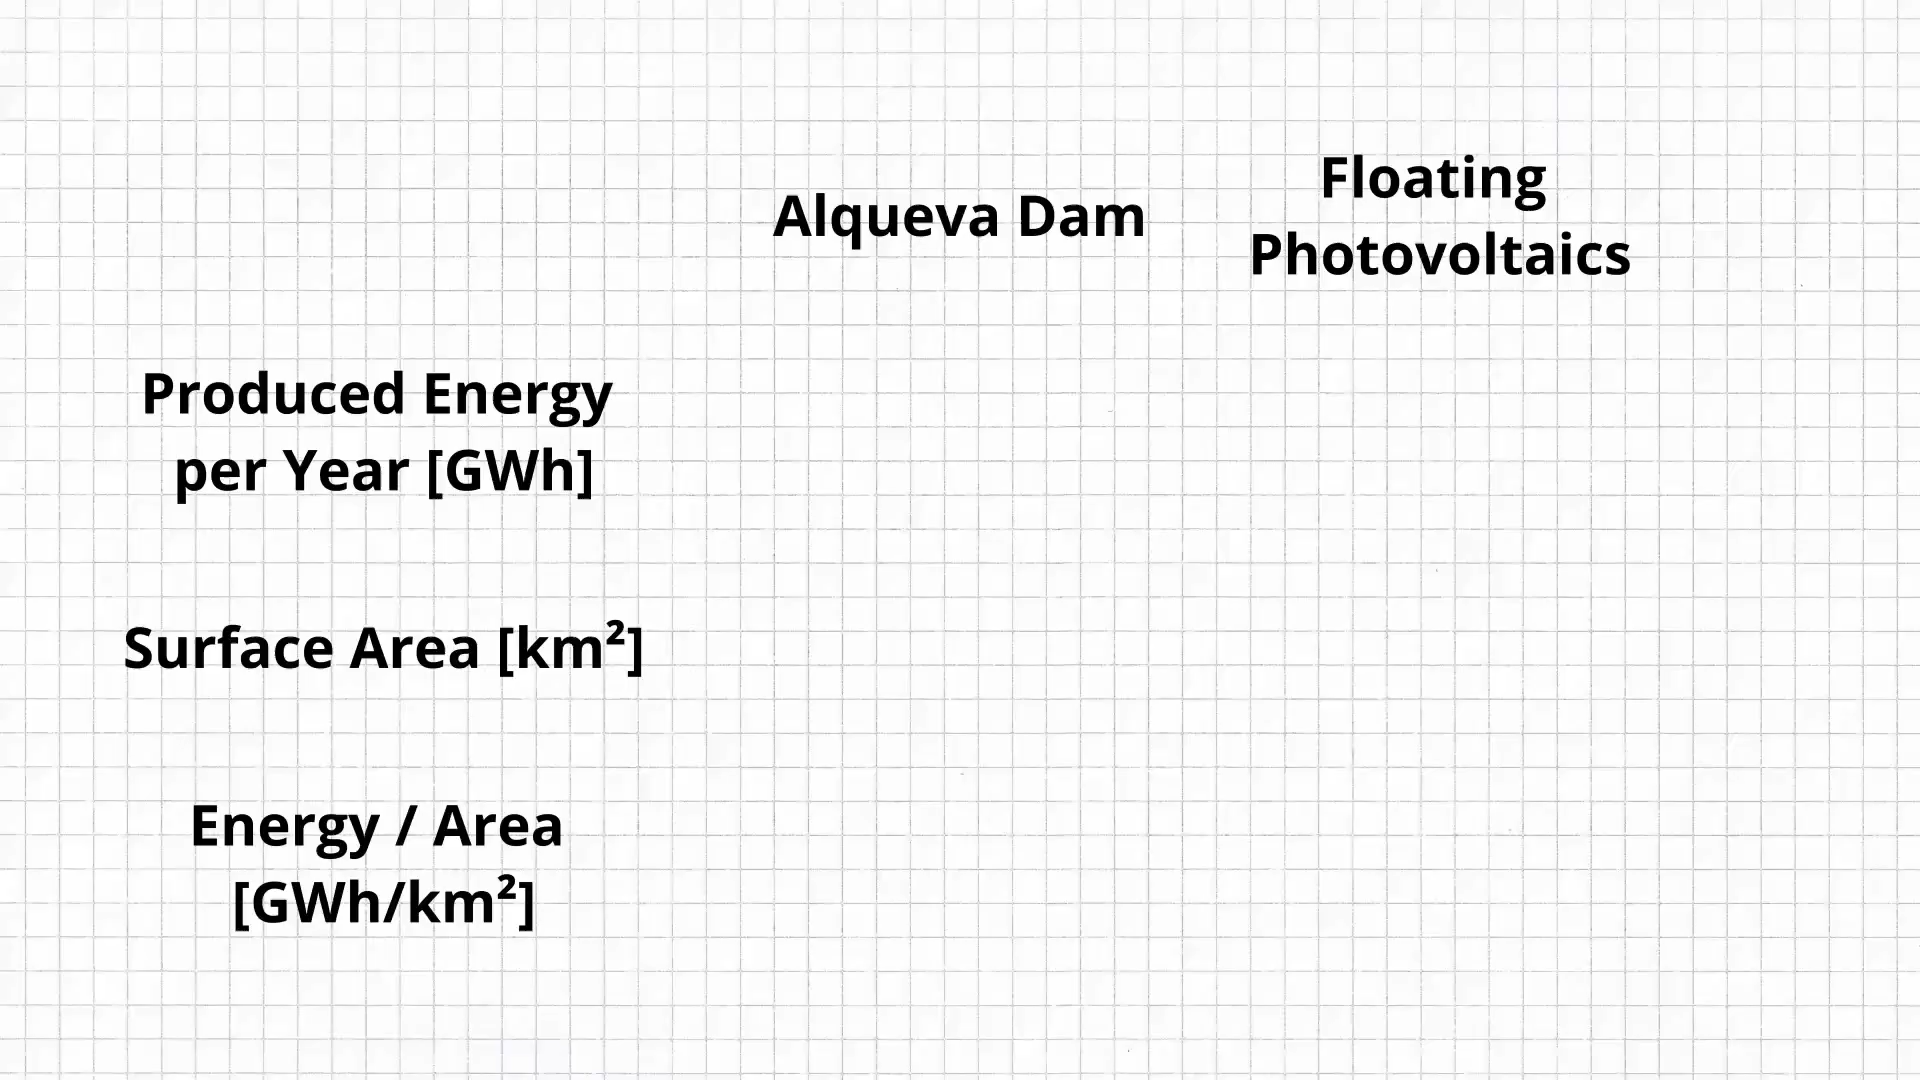 Alqueva Dam
Floating
Photovoltaics
Produced Energy
per Year [GWh]
Surface Area [km²]
Energy / Area
[GWh/km²]